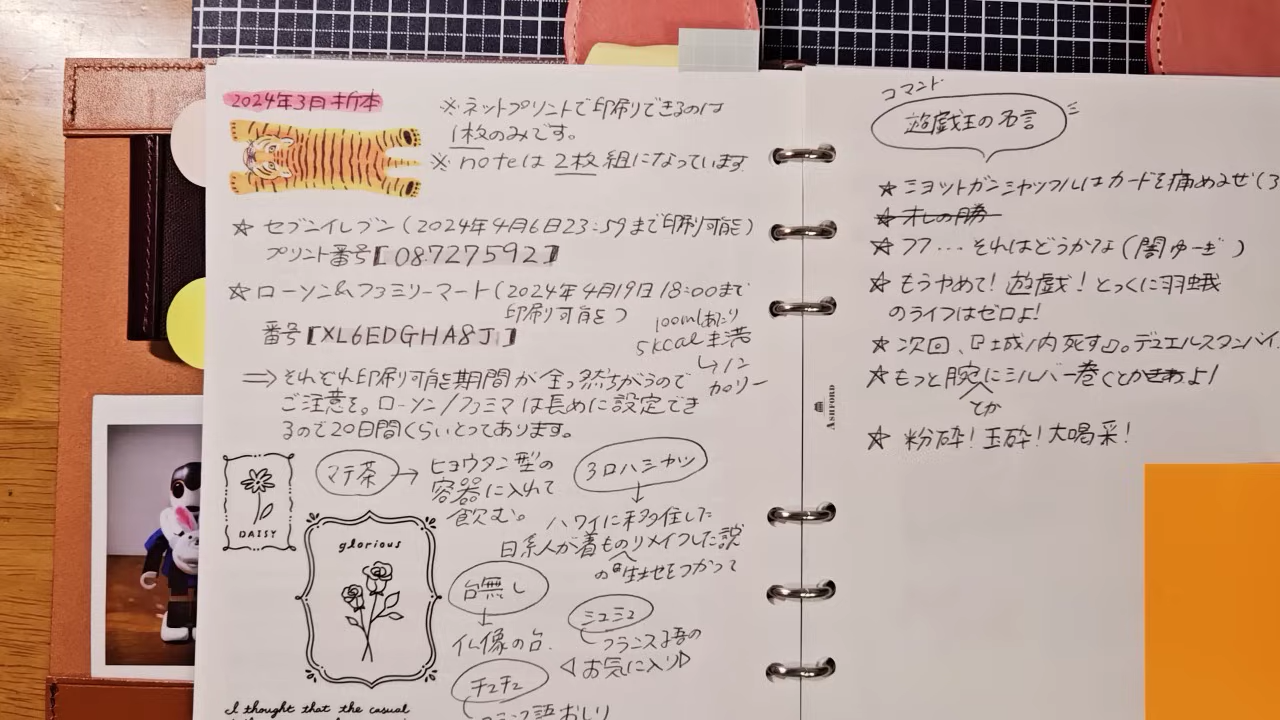 2024年3月折本
※ネットプリントで印刷できるのは
1枚のみです。
※noteは2枚組になっています
☆ セブンイレブン(2024年4月6日23:59まで印刷可能)
プリント番号【08727592】
☆ ローソン&ファミリーマート(2024年4月19日18:00まで
印刷可能)
番号【XL6EDGHA8J】
100mlあたり
5kcal未満
↳ノン
カロリー
⇒それぞれ印刷可能期間が全然ちがうので
ご注意を。ローソン/ファミマは長めに設定でき
るので20日間くらいとってあります。
マテ茶→ヒョウタン型の
容器に入れて
飲む。
アロハシャツ
↓
ハワイに移住した
日系人が着ものリメイクした説
の生地をつかって
DAISY
glorious
台無し
↓
仏像の台.
ミュミュ
フランス語の
お気に入り
チュチュ
語おしり
I thought that the casual
コマンド
遊戯王の名言
☆
シャッフルはカードを痛めるぜ(
☆ オレの勝
☆ フフ…それはどうかな(闇ゆーぎ)
☆ もうやめて!遊戯!とっくに羽蛾
のライフはゼロよ!
☆ 次回、『城之内死す』。デュエルスタンバイ
☆ もっと腕にシルバー巻くとかさぁよ!
とか
☆ 粉砕!玉砕!大喝采!
ASHFORD